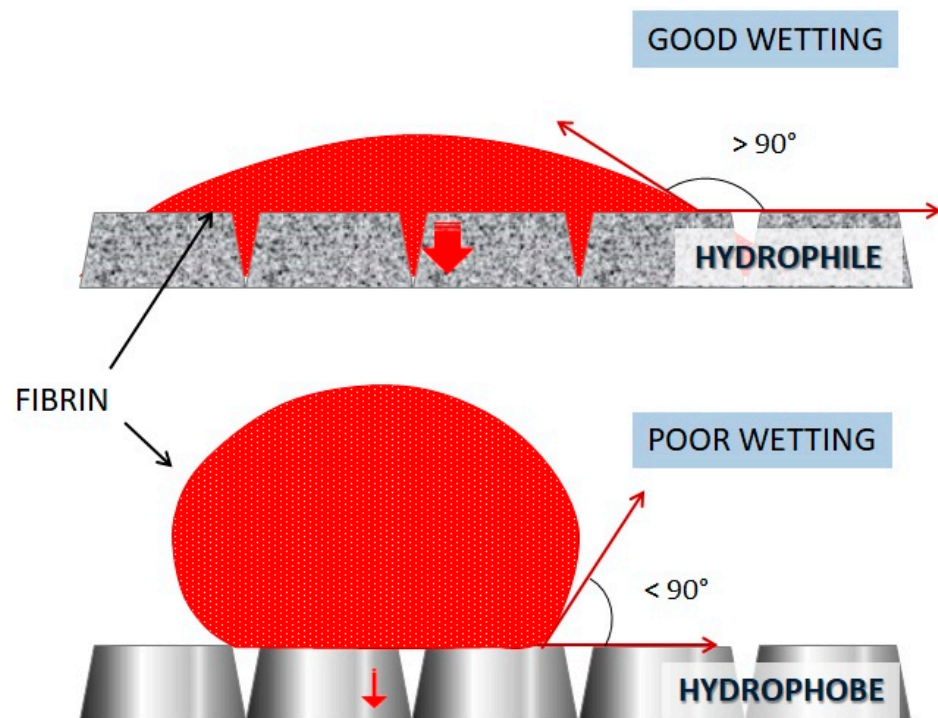 GOOD WETTING
> 90°
HYDROPHILE
FIBRIN
POOR WETTING
< 90°
HYDROPHOBE